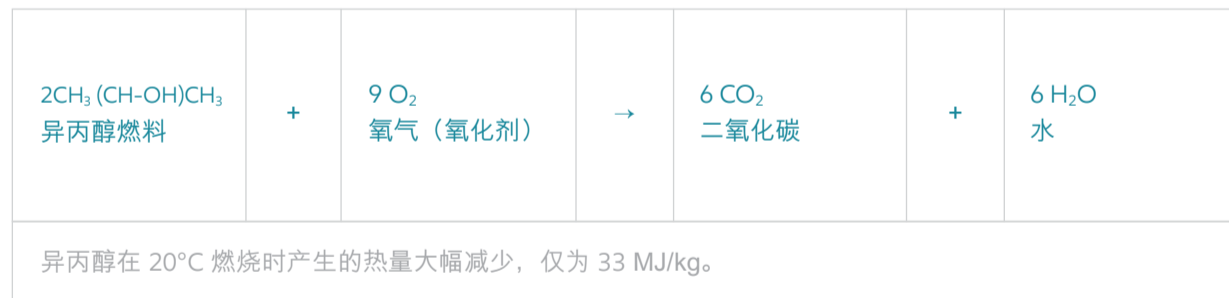 2CH₃ (CH-OH)CH₃
异丙醇燃料
+
9 O₂
氧气（氧化剂）
→
6 CO₂
二氧化碳
+
6 H₂O
水
异丙醇在 20°C 燃烧时产生的热量大幅减少，仅为 33 MJ/kg。